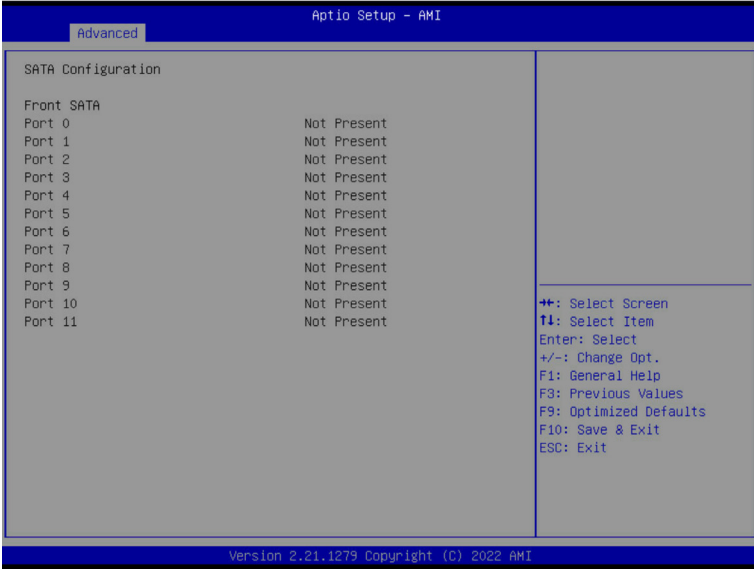 Aptio Setup – AMI
Advanced
SATA Configuration
Front SATA
Port 0 Not Present
Port 1 Not Present
Port 2 Not Present
Port 3 Not Present
Port 4 Not Present
Port 5 Not Present
Port 6 Not Present
Port 7 Not Present
Port 8 Not Present
Port 9 Not Present
Port 10 Not Present
Port 11 Not Present
→←: Select Screen
↑↓: Select Item
Enter: Select
+/-: Change Opt.
F1: General Help
F3: Previous Values
F9: Optimized Defaults
F10: Save & Exit
ESC: Exit
Version 2.21.1279 Copyright (C) 2022 AMI